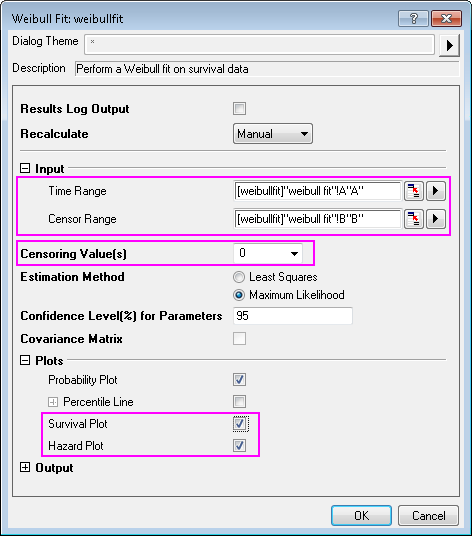 Weibull Fit: weibullfit
Dialog Theme *
Description Perform a Weibull fit on survival data
Results Log Output
Recalculate Manual
Input
Time Range [weibullfit]"weibull fit"!A"A"
Censor Range [weibullfit]"weibull fit"!B"B"
Censoring Value(s) 0
Estimation Method Least Squares
Maximum Likelihood
Confidence Level(%) for Parameters 95
Covariance Matrix
Plots
Probability Plot
Percentile Line
Survival Plot
Hazard Plot
Output
OK Cancel